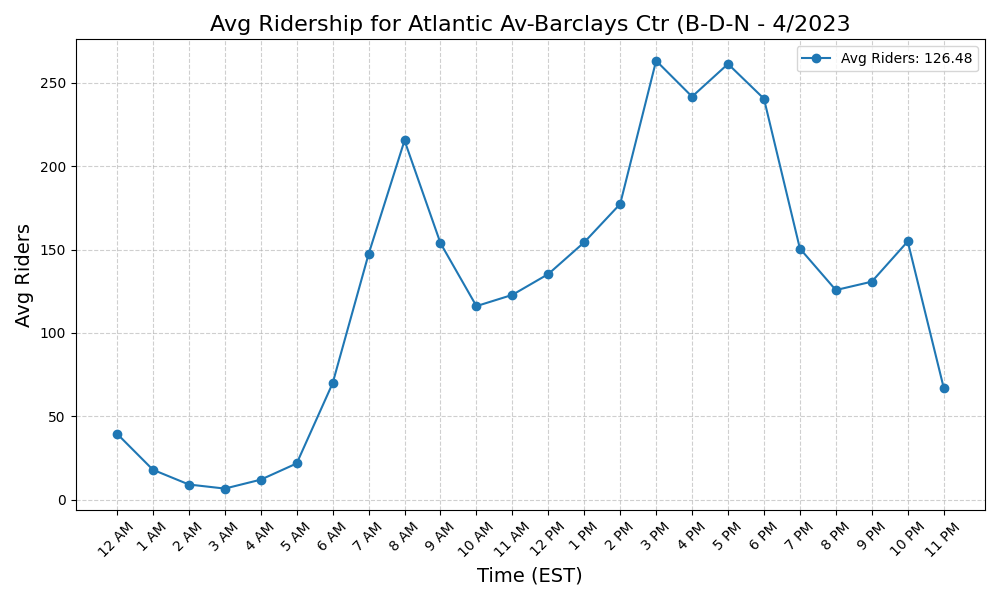 Avg Ridership for Atlantic Av-Barclays Ctr (B-D-N - 4/2023
Avg Riders: 126.48
Avg Riders
250
200
150
100
50
0
12 AM 1 AM 2 AM 3 AM 4 AM 5 AM 6 AM 7 AM 8 AM 9 AM 10 AM 11 AM 12 PM 1 PM 2 PM 3 PM 4 PM 5 PM 6 PM 7 PM 8 PM 9 PM 10 PM 11 PM
Time (EST)